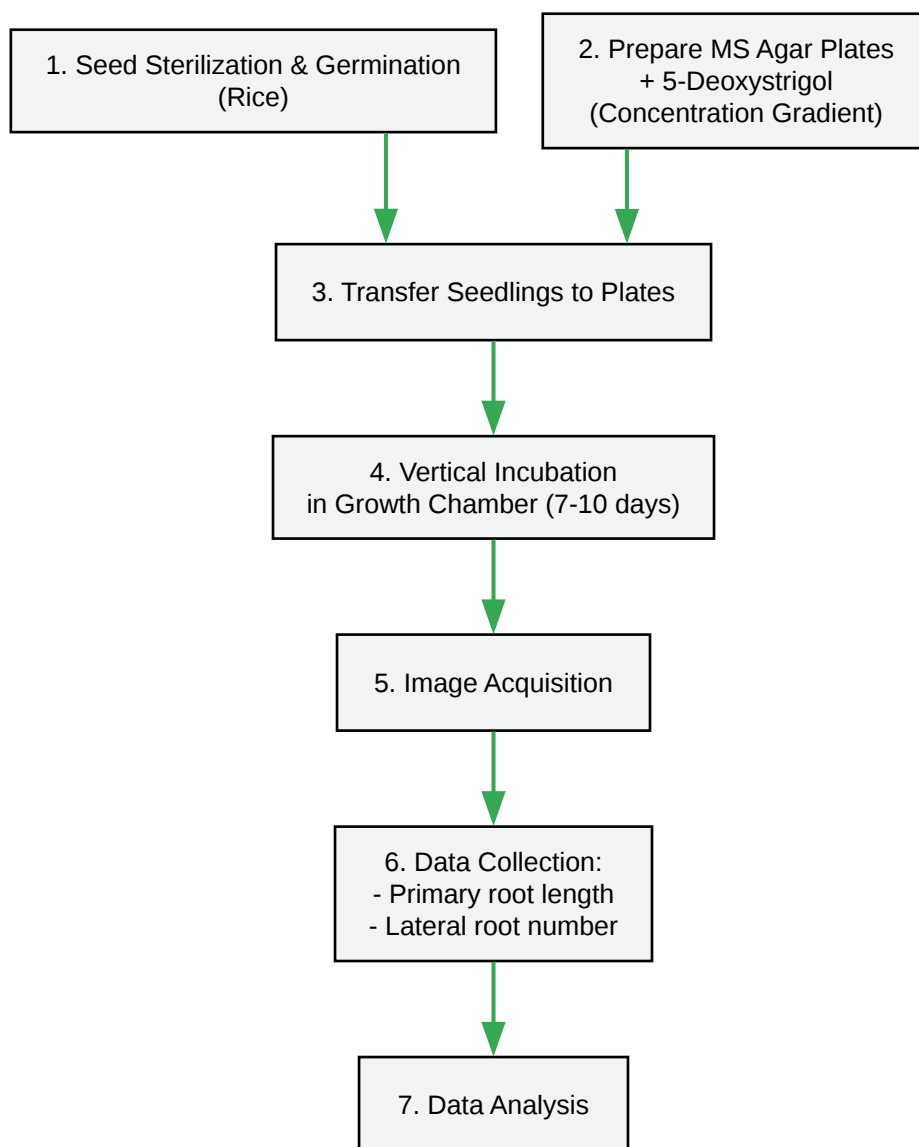 1. Seed Sterilization & Germination
(Rice)
2. Prepare MS Agar Plates
+ 5-Deoxystrigol
(Concentration Gradient)
3. Transfer Seedlings to Plates
4. Vertical Incubation
in Growth Chamber (7-10 days)
5. Image Acquisition
6. Data Collection:
- Primary root length
- Lateral root number
7. Data Analysis